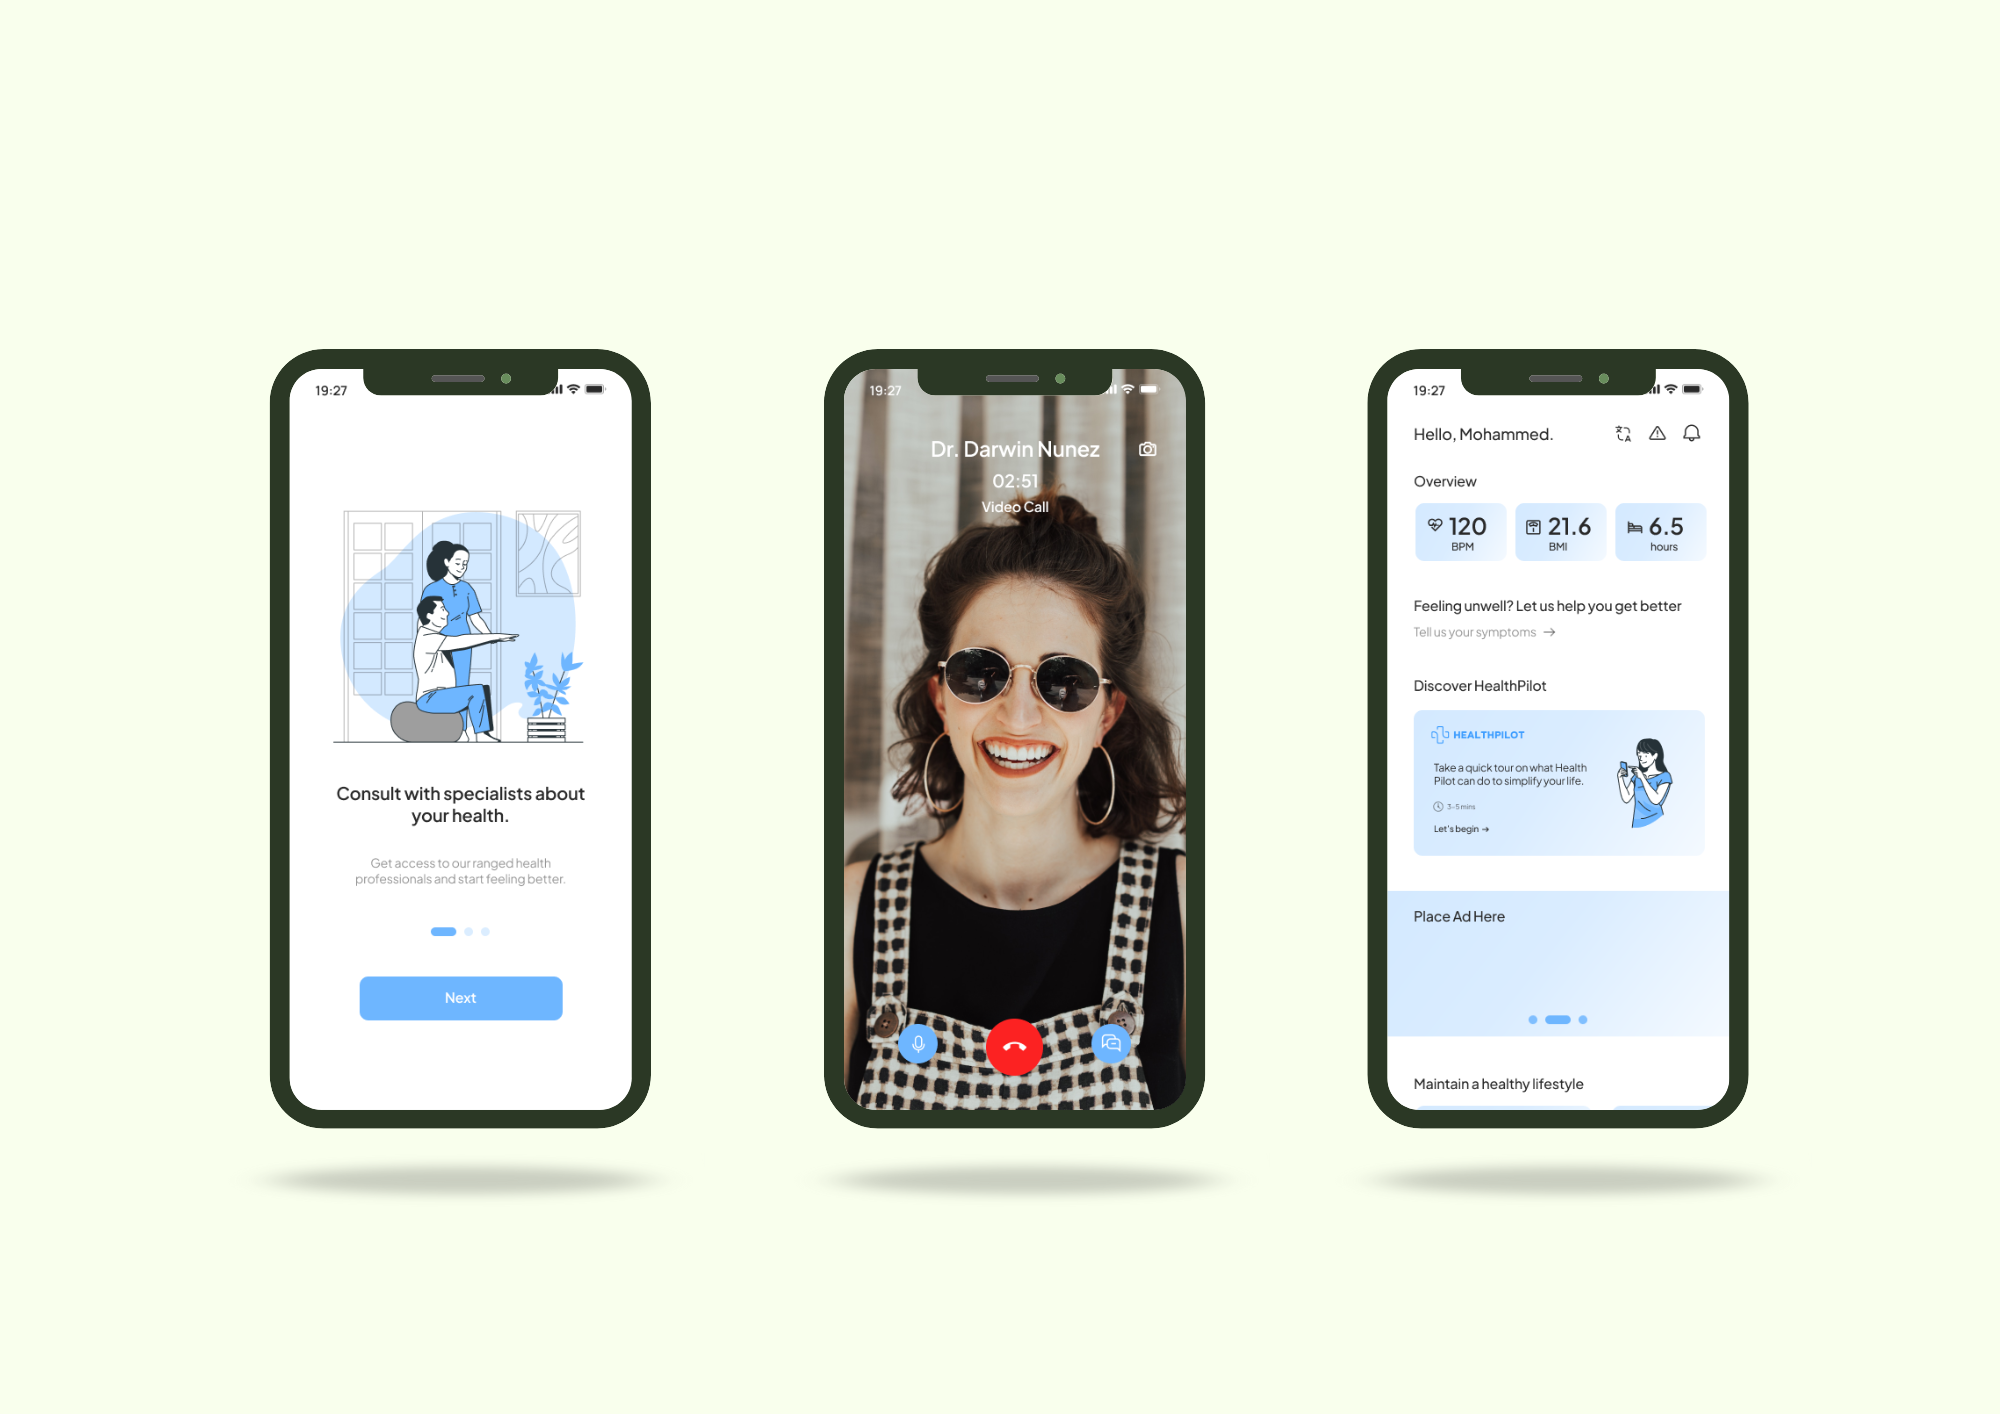 19:27
Consult with specialists about
your health.
Get access to our ranged health
professionals and start feeling better.
Next
19:27
Dr. Darwin Nunez
02:51
Video Call
19:27
Hello, Mohammed.
Overview
120
BPM
21.6
BMI
6.5
hours
Feeling unwell? Let us help you get better
Tell us your symptoms →
Discover HealthPilot
HEALTHPILOT
Take a quick tour on what Health
Pilot can do to simplify your life.
3-5 mins
Let's begin →
Place Ad Here
Maintain a healthy lifestyle